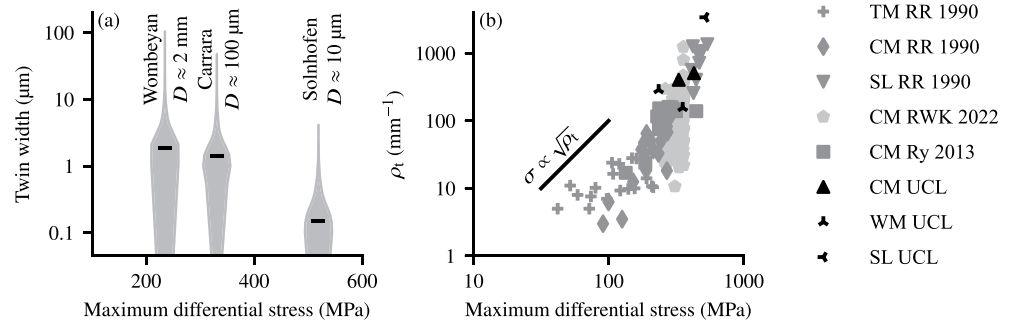 (a)
Twin width (μm)
100
10
1
0.1
Wombeyan
D ≈ 2 mm
Carrara
D ≈ 100 μm
Solnhofen
D ≈ 10 μm
200
400
600
Maximum differential stress (MPa)
(b)
ρt (mm⁻¹)
1000
100
10
1
σ ∝ √ρt
10
100
1000
Maximum differential stress (MPa)
TM RR 1990
CM RR 1990
SL RR 1990
CM RWK 2022
CM Ry 2013
CM UCL
WM UCL
SL UCL